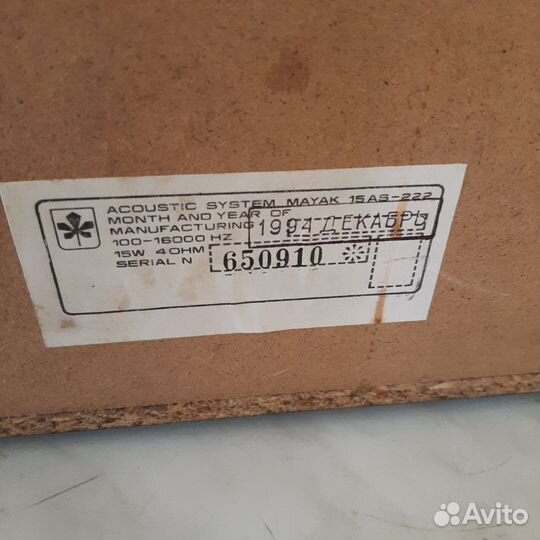 ACOUSTIC SYSTEM MAYAK 15AS-222
MONTH AND YEAR OF
MANUFACTURING 1994 ДЕКАБРЬ
100-16000 HZ
15W 4OHM
SERIAL N 650910
Avito